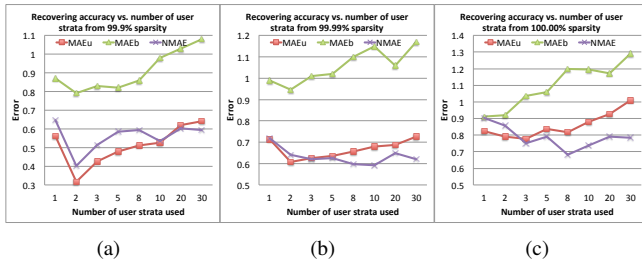 Recovering accuracy vs. number of user
strata from 99.9% sparsity
MAEu MAEb NMAE
1.1
1
0.9
0.8
0.7
0.6
0.5
0.4
0.3
Error
1 2 3 5 8 10 20 30
Number of user strata used
(a)
Recovering accuracy vs. number of user
strata from 99.99% sparsity
MAEu MAEb NMAE
1.2
1.1
1
0.9
0.8
0.7
0.6
0.5
Error
1 2 3 5 8 10 20 30
Number of user strata used
(b)
Recovering accuracy vs. number of user
strata from 100.00% sparsity
MAEu MAEb NMAE
1.4
1.3
1.2
1.1
1
0.9
0.8
0.7
0.6
0.5
Error
1 2 3 5 8 10 20 30
Number of user strata used
(c)